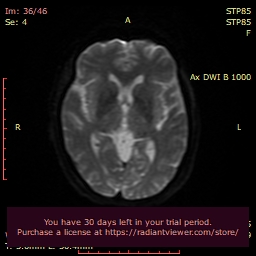 Im: 36/46
Se: 4
A
STP85
STP85
F
Ax DWI B 1000
R
L
You have 30 days left in your trial period.
Purchase a license at https://radiantviewer.com/store/